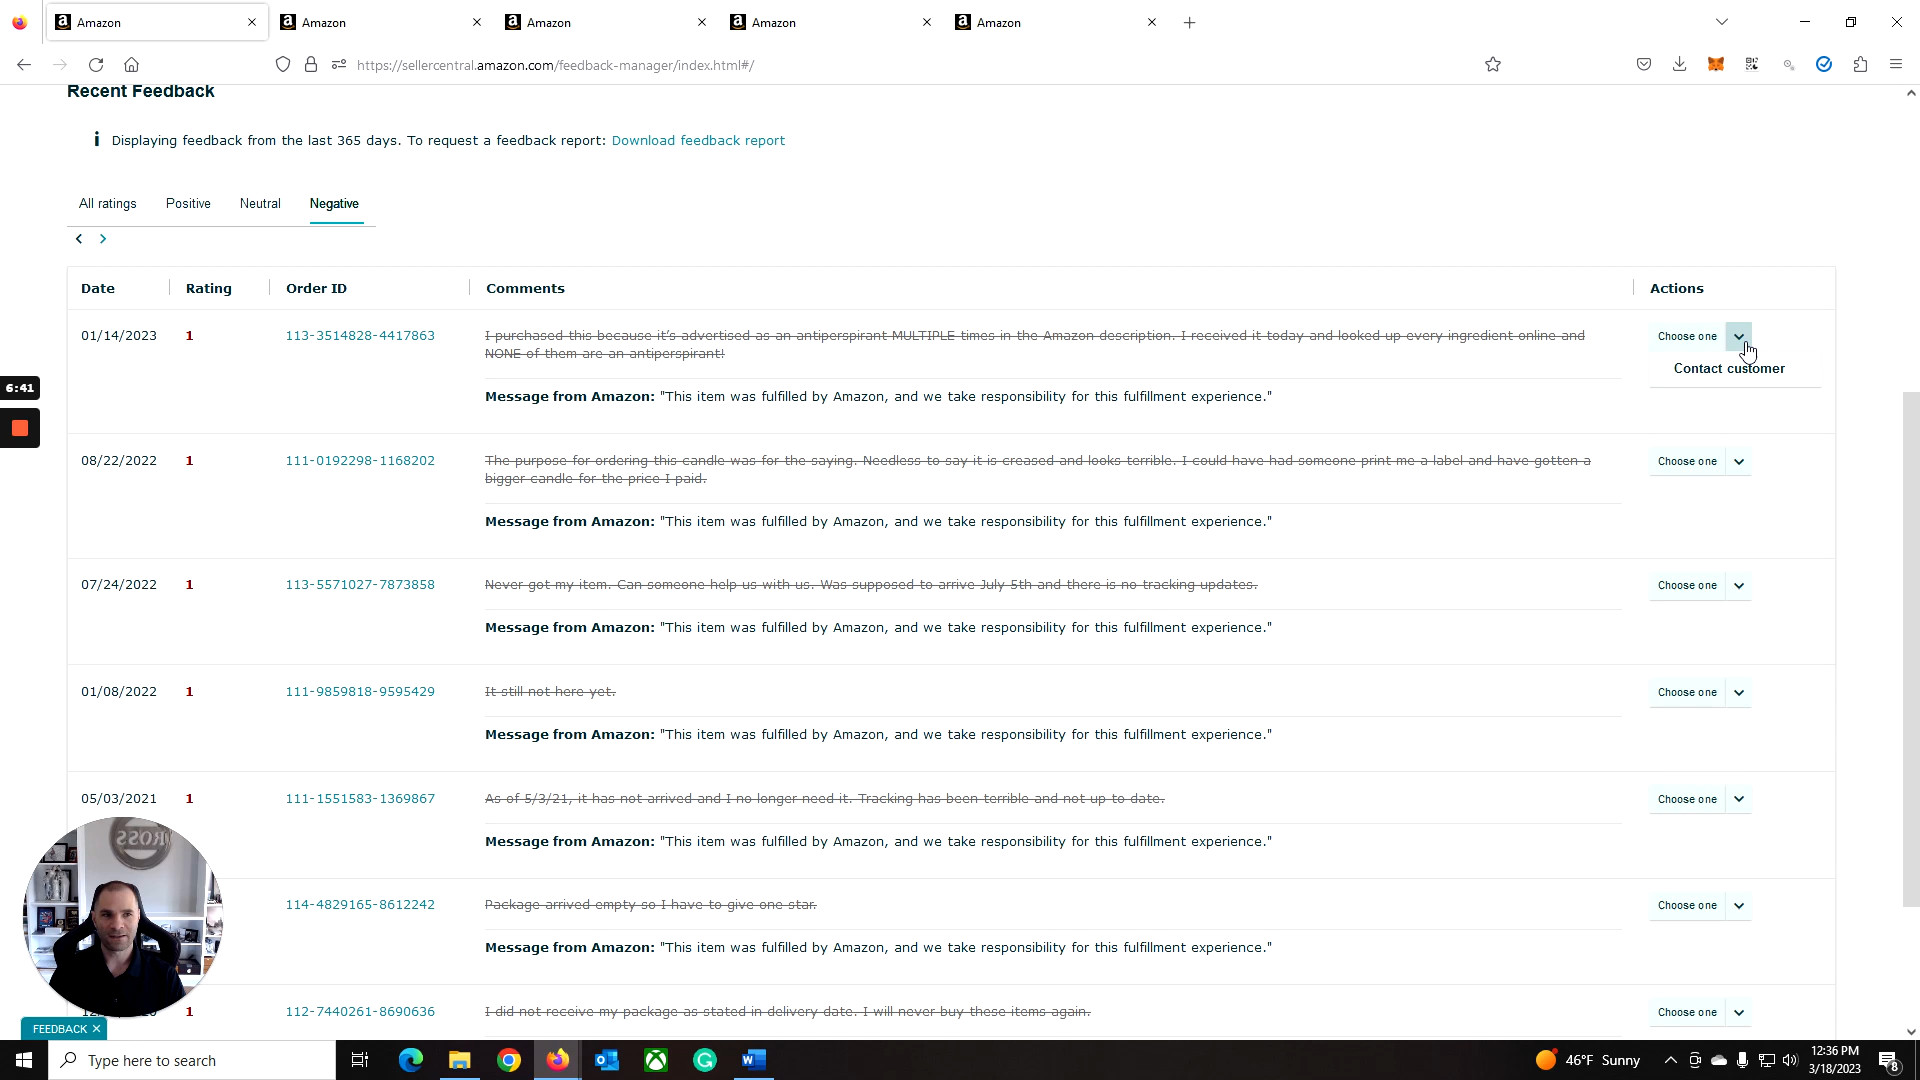 Amazon
Amazon
Amazon
Amazon
Amazon
https://sellercentral.amazon.com/feedback-manager/index.html#/
Recent Feedback
Displaying feedback from the last 365 days. To request a feedback report: Download feedback report
All ratings
Positive
Neutral
Negative
Date
Rating
Order ID
Comments
Actions
01/14/2023
1
113-3514828-4417863
I purchased this because it’s advertised as an antiperspirant MULTIPLE times in the Amazon description. I received it today and looked up every ingredient online and
NONE of them are an antiperspirant!
Message from Amazon: "This item was fulfilled by Amazon, and we take responsibility for this fulfillment experience."
Choose one
Contact customer
6:41
08/22/2022
1
111-0192298-1168202
The purpose for ordering this candle was for the saying. Needless to say it is creased and looks terrible. I could have had someone print me a label and have gotten a
bigger candle for the price I paid.
Message from Amazon: "This item was fulfilled by Amazon, and we take responsibility for this fulfillment experience."
Choose one
07/24/2022
1
113-5571027-7873858
Never got my item. Can someone help us with us. Was supposed to arrive July 5th and there is no tracking updates.
Message from Amazon: "This item was fulfilled by Amazon, and we take responsibility for this fulfillment experience."
Choose one
01/08/2022
1
111-9859818-9595429
It still not here yet.
Message from Amazon: "This item was fulfilled by Amazon, and we take responsibility for this fulfillment experience."
Choose one
05/03/2021
1
111-1551583-1369867
As of 5/3/21, it has not arrived and I no longer need it. Tracking has been terrible and not up to date.
Message from Amazon: "This item was fulfilled by Amazon, and we take responsibility for this fulfillment experience."
Choose one
114-4829165-8612242
Package arrived empty so I have to give one star.
Message from Amazon: "This item was fulfilled by Amazon, and we take responsibility for this fulfillment experience."
Choose one
1
112-7440261-8690636
I did not receive my package as stated in delivery date. I will never buy these items again.
Choose one
ROSS
FEEDBACK
Type here to search
46°F Sunny
12:36 PM
3/18/2023
8